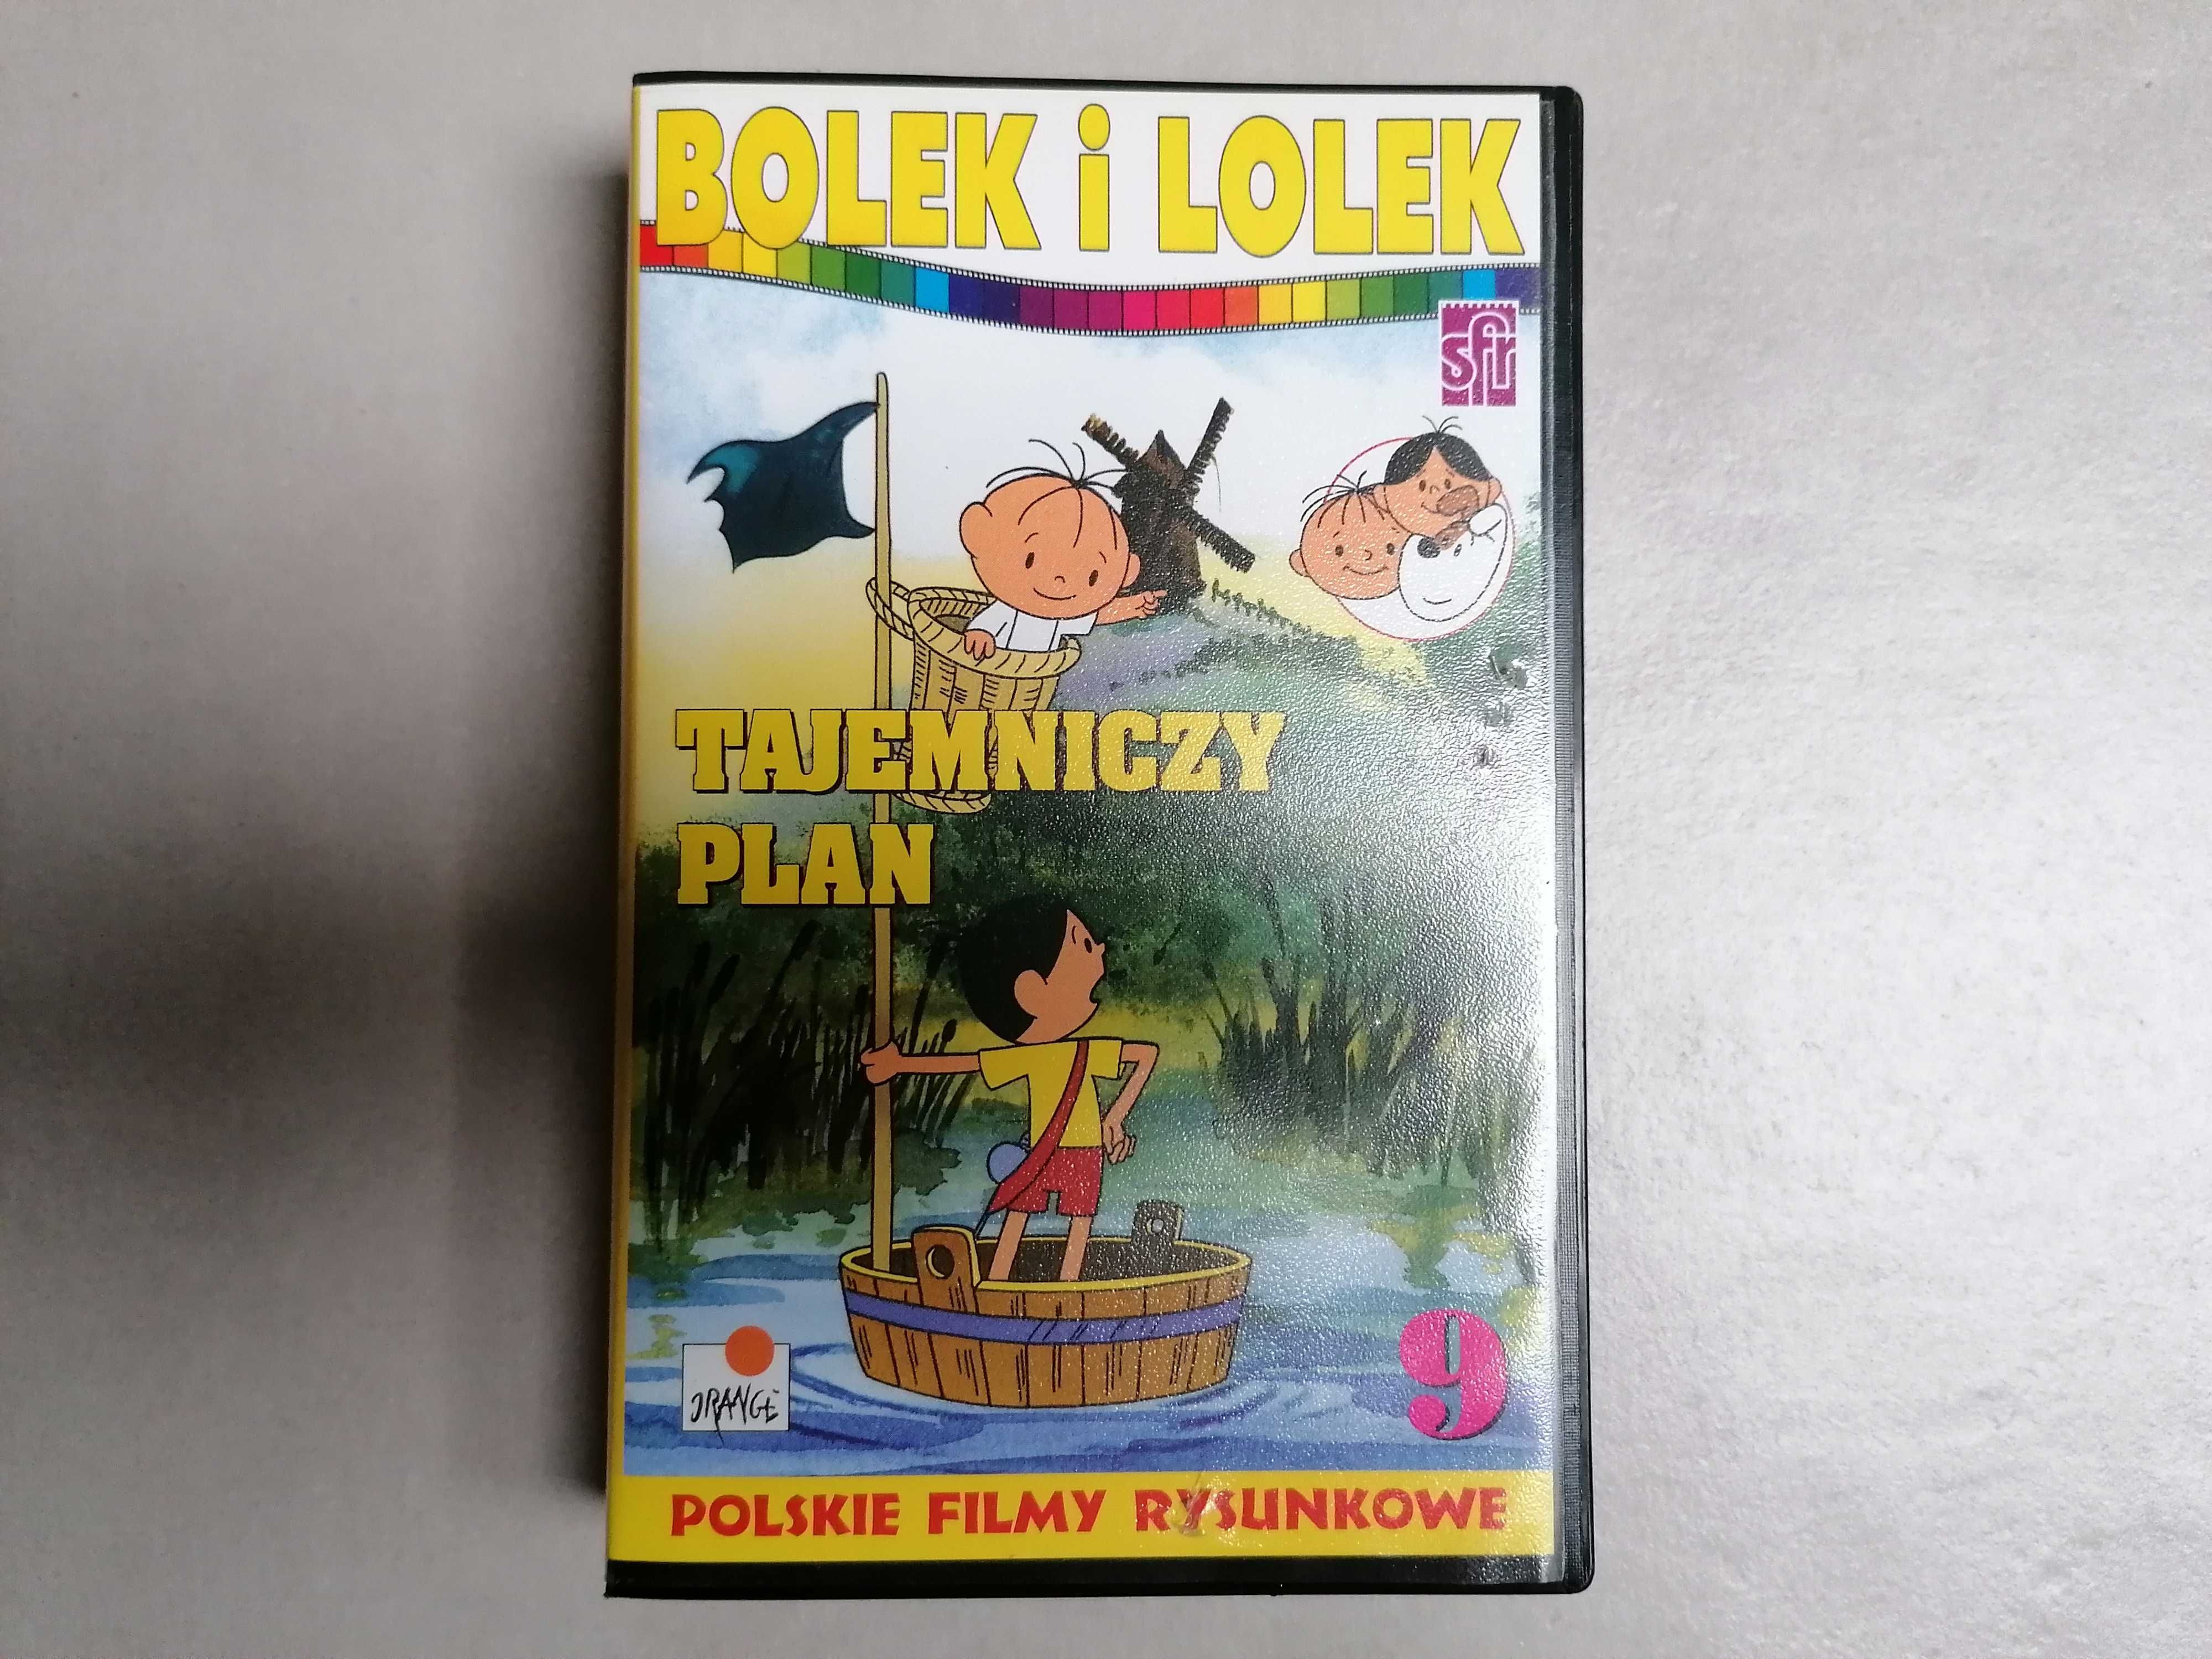 BOLEK i LOLEK
sfr
TAJEMNICZY
PLAN
9
ORANGE
POLSKIE FILMY RYSUNKOWE